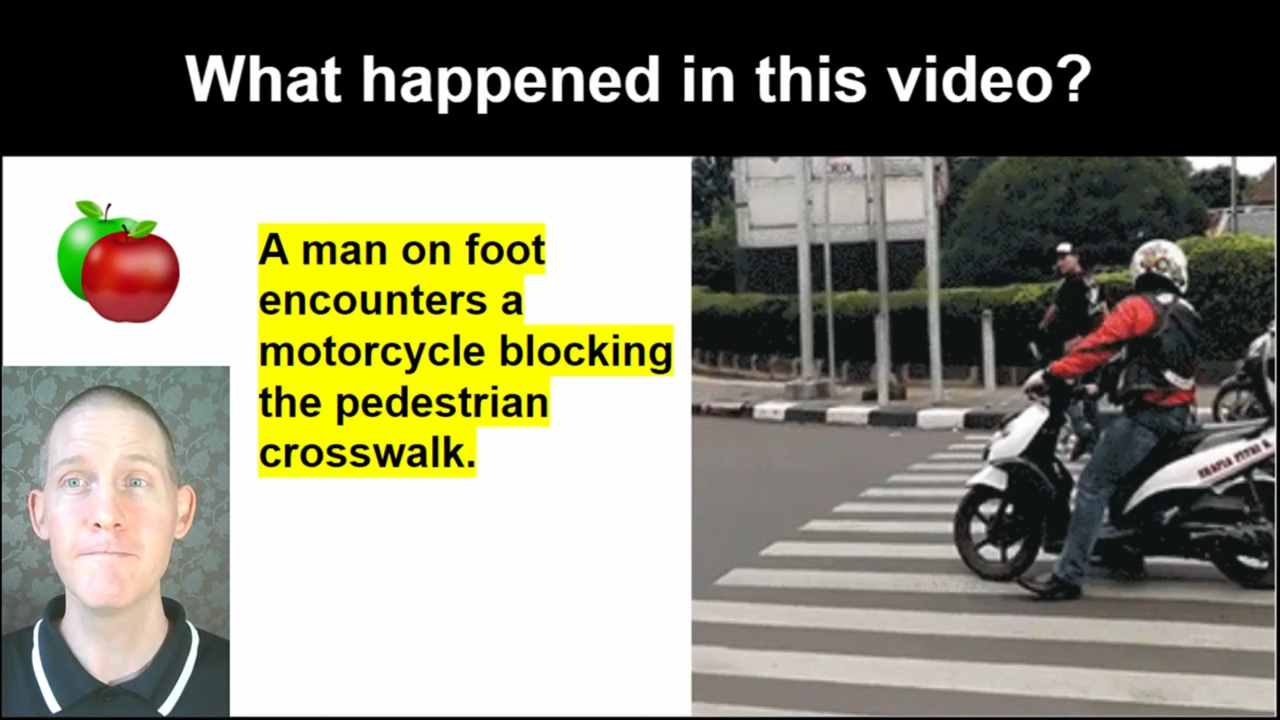 What happened in this video?
A man on foot
encounters a
motorcycle blocking
the pedestrian
crosswalk.